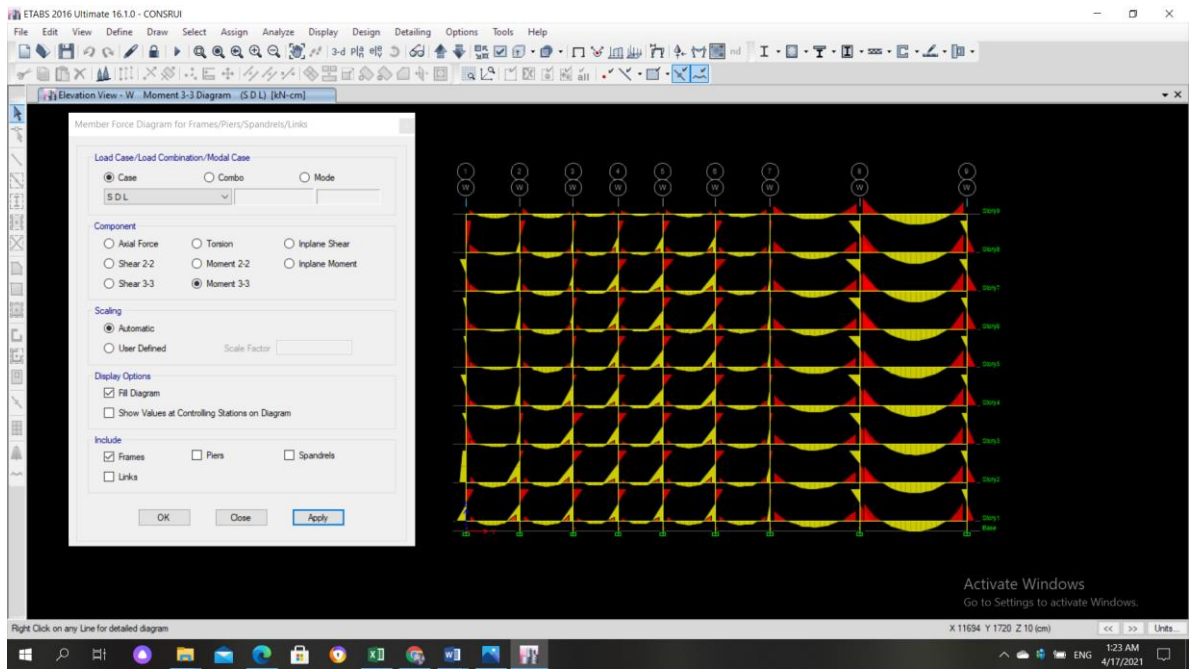 ETABS 2016 Ultimate 16.1.0 - CONSRUI
File Edit View Define Draw Select Assign Analyze Display Design Detailing Options Tools Help
3-d
nd
all
Elevation View - W Moment 3-3 Diagram (S D L) [kN-cm]
Member Force Diagram for Frames/Piers/Spandrels/Links
Load Case/Load Combination/Modal Case
Case Combo Mode
S D L
Component
Axial Force Torsion Inplane Shear
Shear 2-2 Moment 2-2 Inplane Moment
Shear 3-3 Moment 3-3
Scaling
Automatic
User Defined Scale Factor
Display Options
Fill Diagram
Show Values at Controlling Stations on Diagram
Include
Frames Piers Spandrels
Links
OK Close Apply
1 2 3 4 5 6 7 8 9
W W W W W W W W W
Story9
Story8
Story7
Story6
Story5
Story4
Story3
Story2
Story1
Base
Activate Windows
Go to Settings to activate Windows.
Right Click on any Line for detailed diagram
X 11694 Y 1720 Z 10 (cm)
<< >> Units...
ENG
1:23 AM
4/17/2021